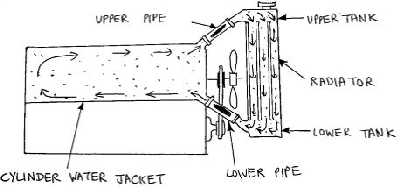 UPPER PIPE
UPPER TANK
RADIATOR
LOWER TANK
LOWER PIPE
CYLINDER WATER JACKET